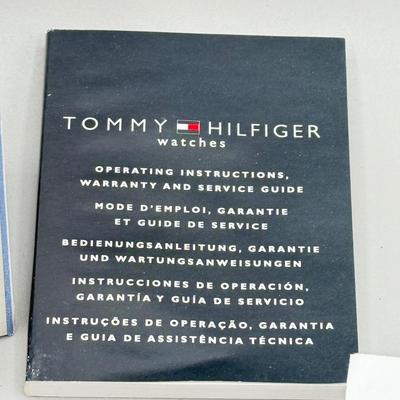 TOMMY HILFIGER
watches
OPERATING INSTRUCTIONS,
WARRANTY AND SERVICE GUIDE
MODE D'EMPLOI, GARANTIE
ET GUIDE DE SERVICE
BEDIENUNGSANLEITUNG, GARANTIE
UND WARTUNGSANWEISUNGEN
INSTRUCCIONES DE OPERACIÓN,
GARANTÍA Y GUÍA DE SERVICIO
INSTRUÇÕES DE OPERAÇÃO, GARANTIA
E GUIA DE ASSISTÊNCIA TÉCNICA